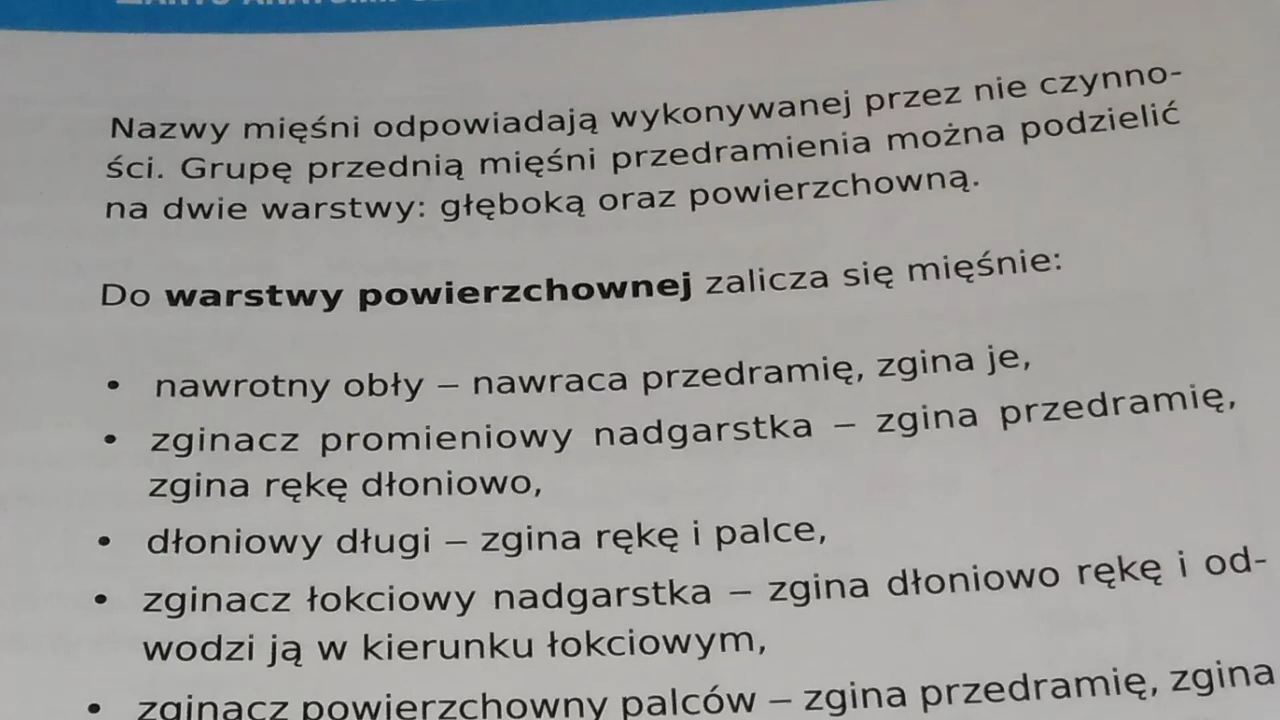 Nazwy mięśni odpowiadają wykonywanej przez nie czynno-
ści. Grupę przednią mięśni przedramienia można podzielić
na dwie warstwy: głęboką oraz powierzchowną.
Do warstwy powierzchownej zalicza się mięśnie:
• nawrotny obły – nawraca przedramię, zgina je,
• zginacz promieniowy nadgarstka – zgina przedramię,
zgina rękę dłoniowo,
• dłoniowy długi – zgina rękę i palce,
• zginacz łokciowy nadgarstka – zgina dłoniowo rękę i od-
wodzi ją w kierunku łokciowym,
• zginacz powierzchowny palców – zgina przedramię, zgina